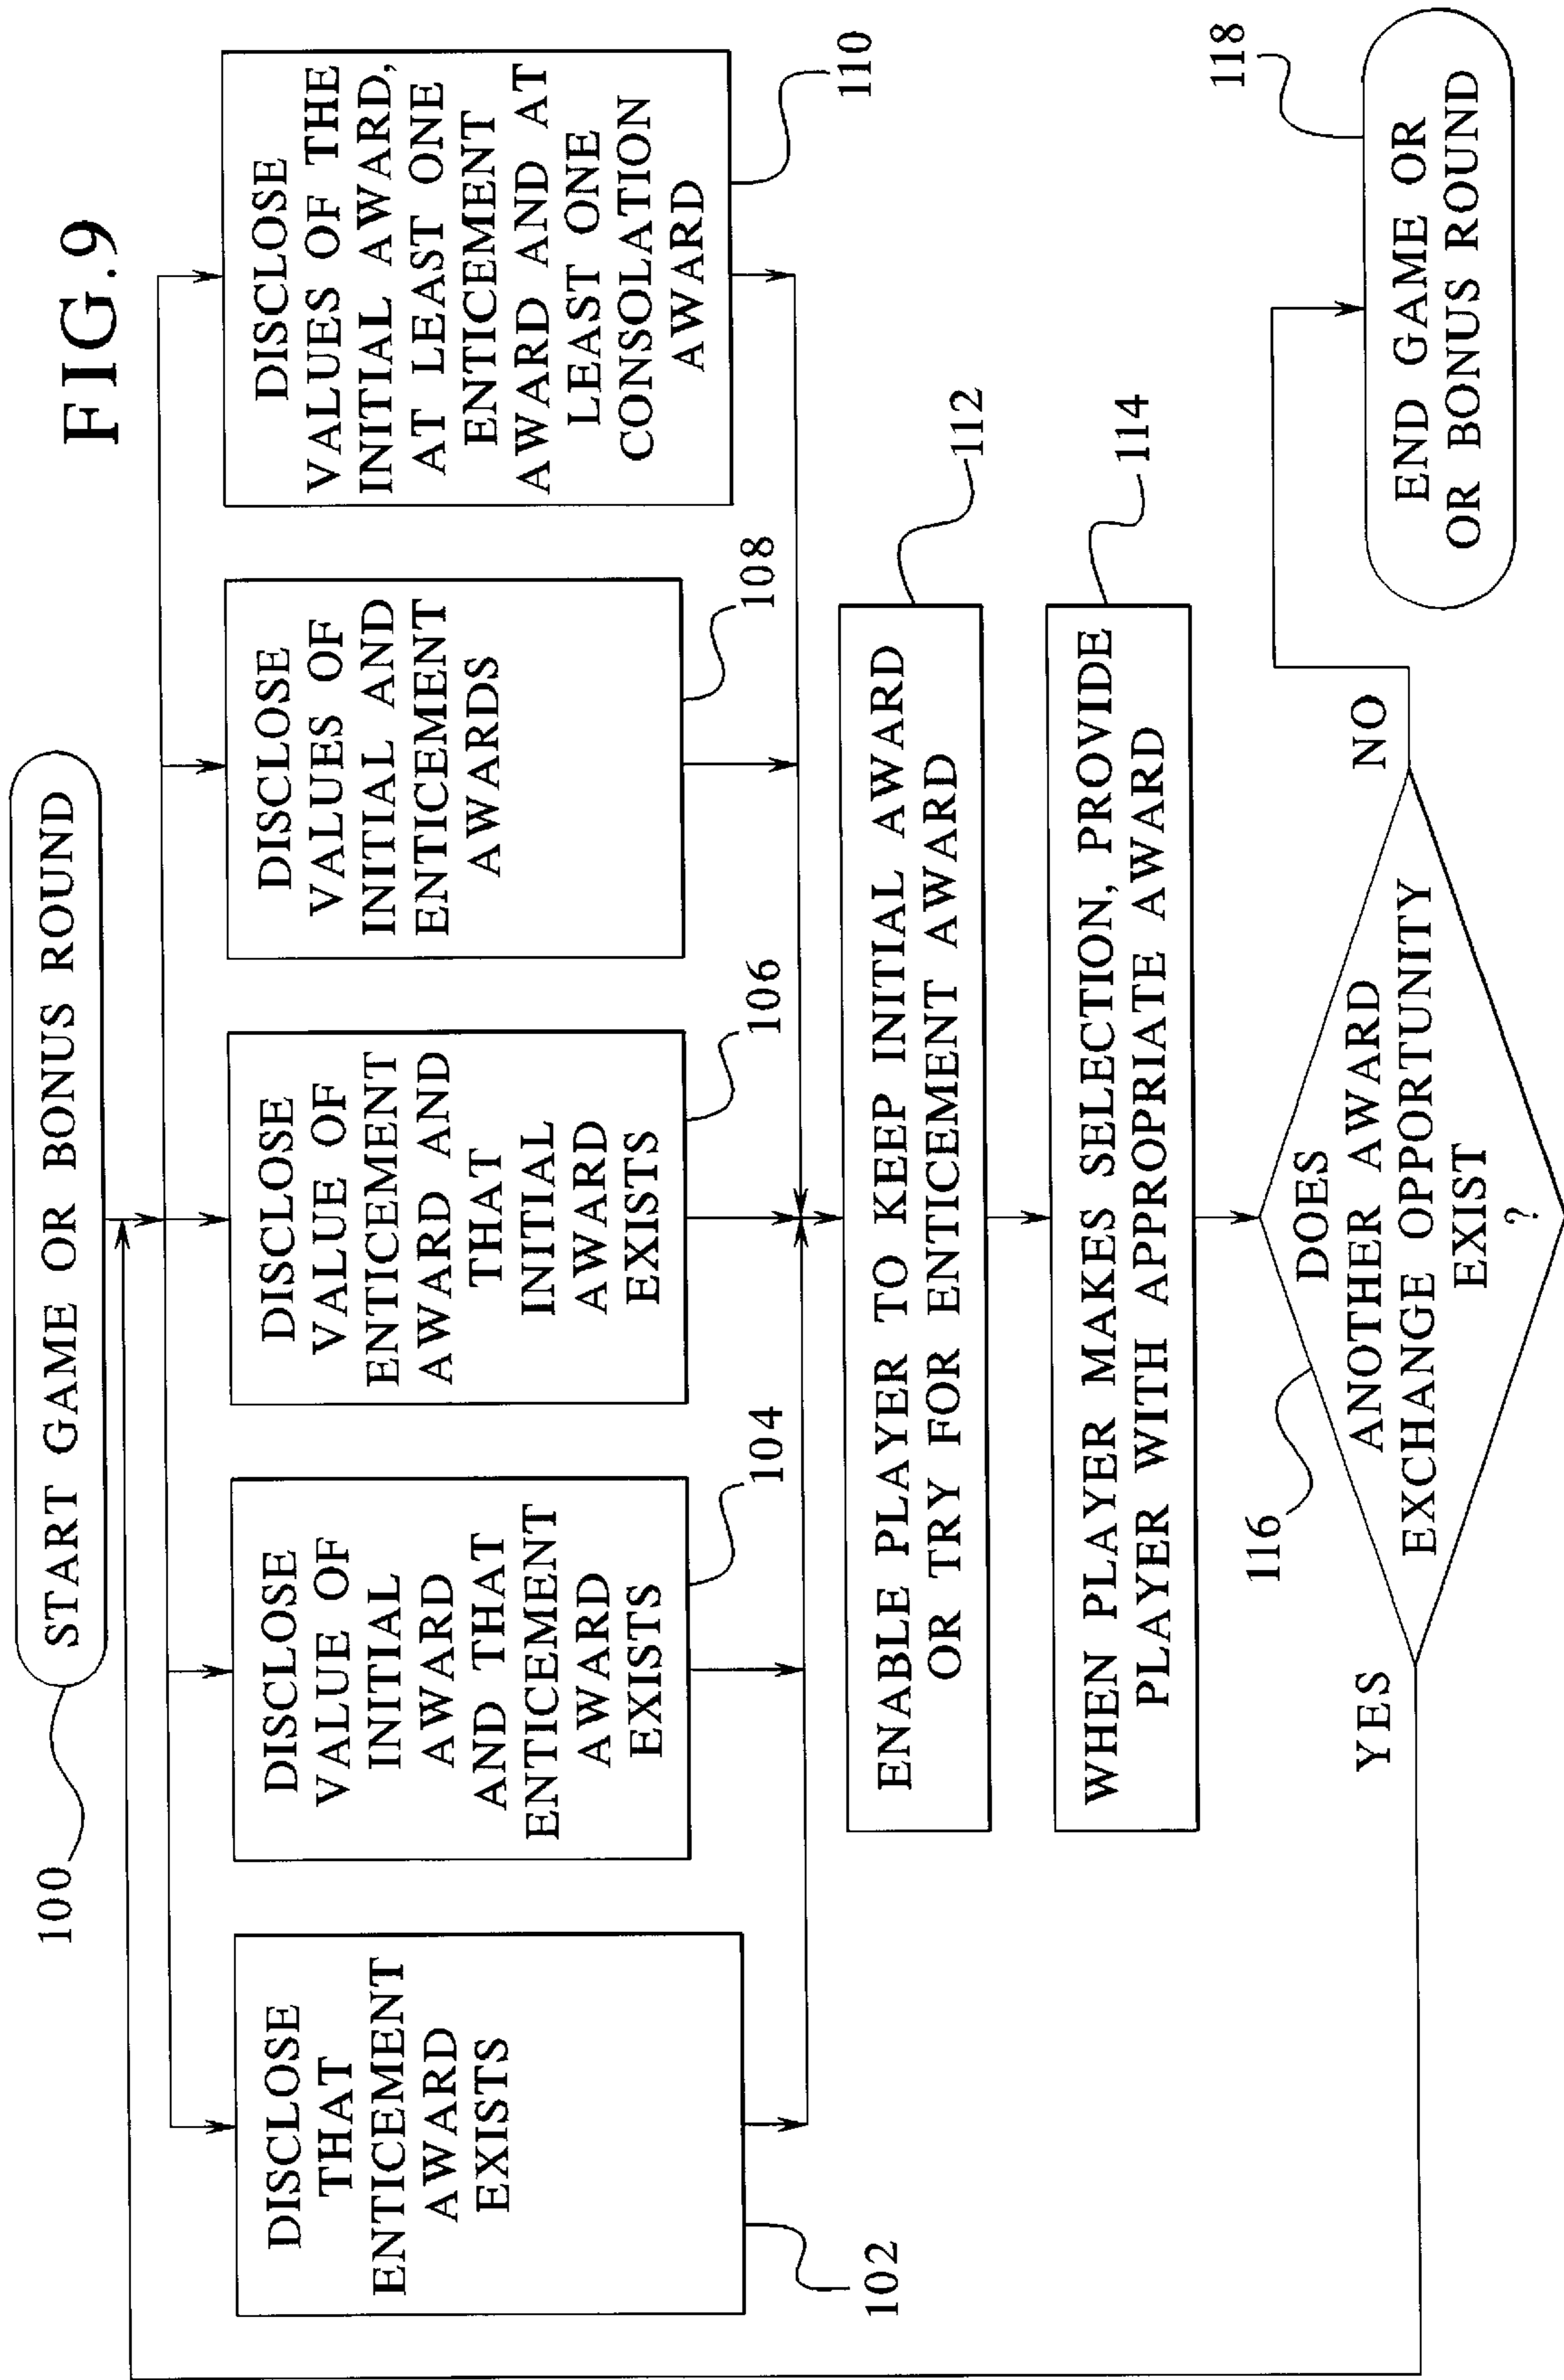 FIG.9
START GAME OR BONUS ROUND
100
DISCLOSE
THAT
ENTICEMENT
AWARD
EXISTS
102
DISCLOSE
VALUE OF
INITIAL
AWARD
AND THAT
ENTICEMENT
AWARD
EXISTS
104
DISCLOSE
VALUE OF
ENTICEMENT
AWARD AND
THAT
INITIAL
AWARD
EXISTS
106
DISCLOSE
VALUES OF
INITIAL AND
ENTICEMENT
AWARDS
108
DISCLOSE
VALUES OF THE
INITIAL AWARD,
AT LEAST ONE
ENTICEMENT
AWARD AND AT
LEAST ONE
CONSOLATION
AWARD
110
ENABLE PLAYER TO KEEP INITIAL AWARD
OR TRY FOR ENTICEMENT AWARD
112
WHEN PLAYER MAKES SELECTION, PROVIDE
PLAYER WITH APPROPRIATE AWARD
114
DOES
ANOTHER AWARD
EXCHANGE OPPORTUNITY
EXIST
?
116
YES
NO
END GAME OR
OR BONUS ROUND
118